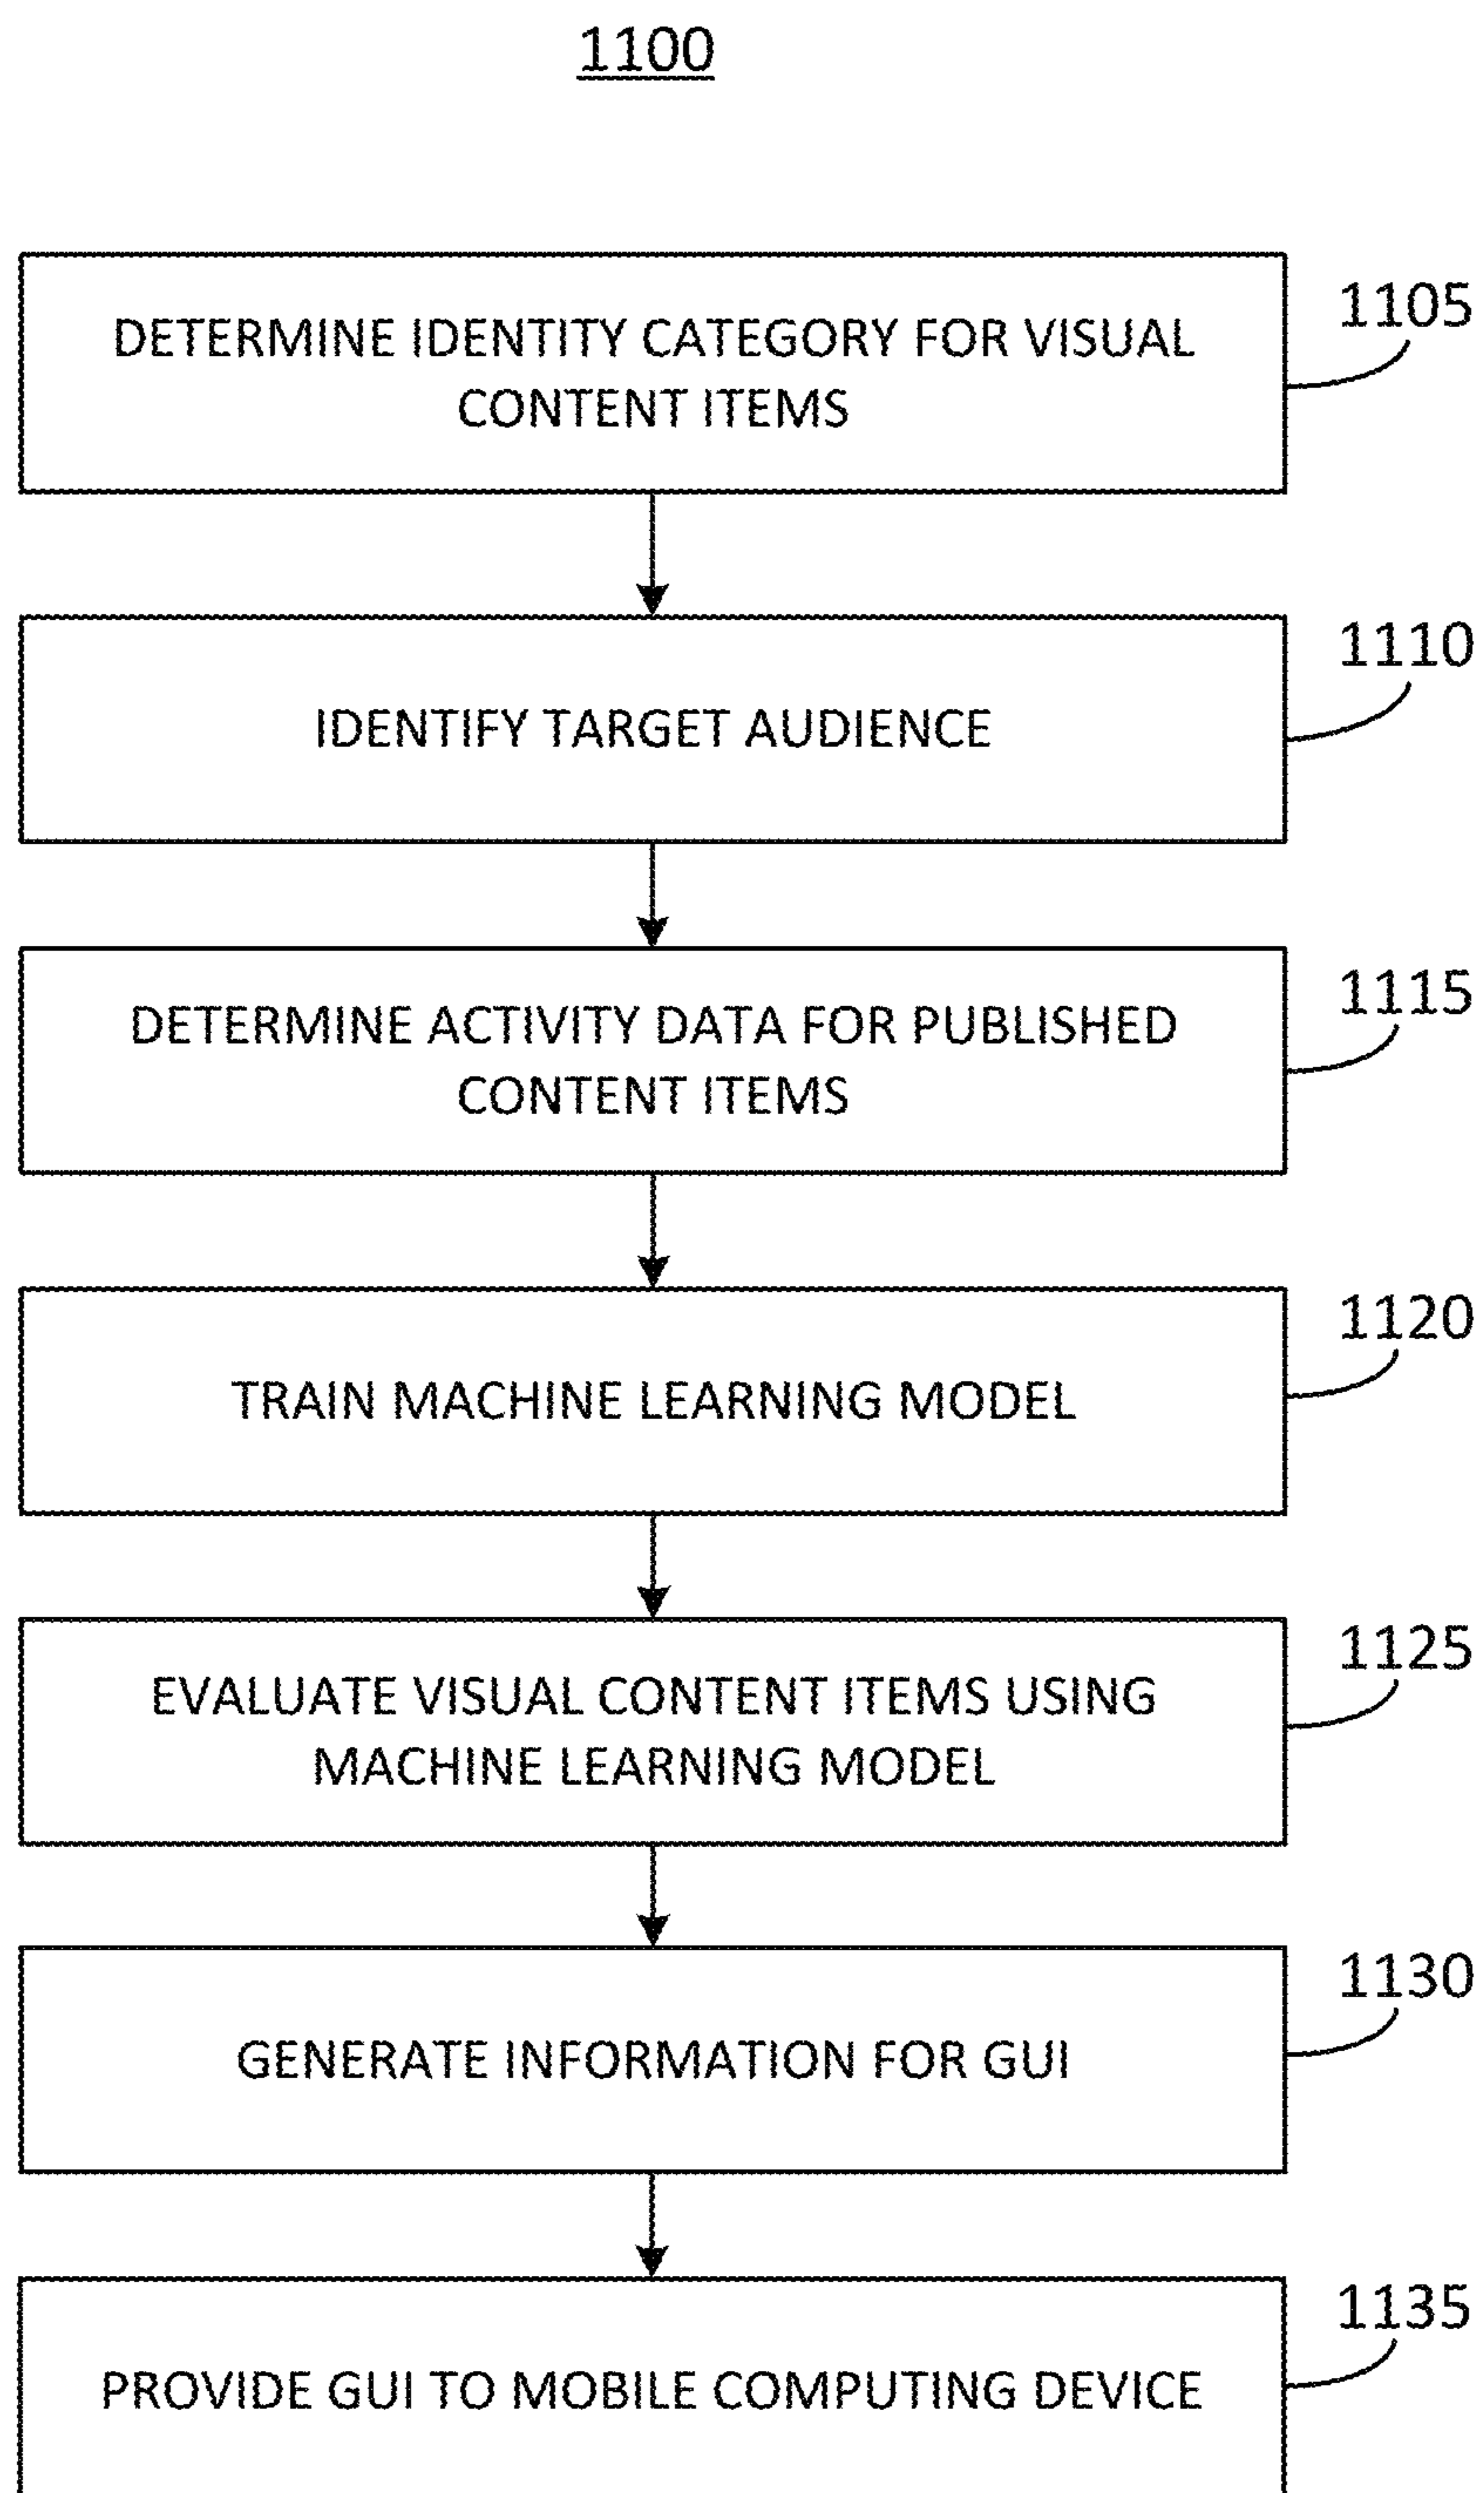 1100
DETERMINE IDENTITY CATEGORY FOR VISUAL
CONTENT ITEMS
1105
IDENTIFY TARGET AUDIENCE
1110
DETERMINE ACTIVITY DATA FOR PUBLISHED
CONTENT ITEMS
1115
TRAIN MACHINE LEARNING MODEL
1120
EVALUATE VISUAL CONTENT ITEMS USING
MACHINE LEARNING MODEL
1125
GENERATE INFORMATION FOR GUI
1130
PROVIDE GUI TO MOBILE COMPUTING DEVICE
1135